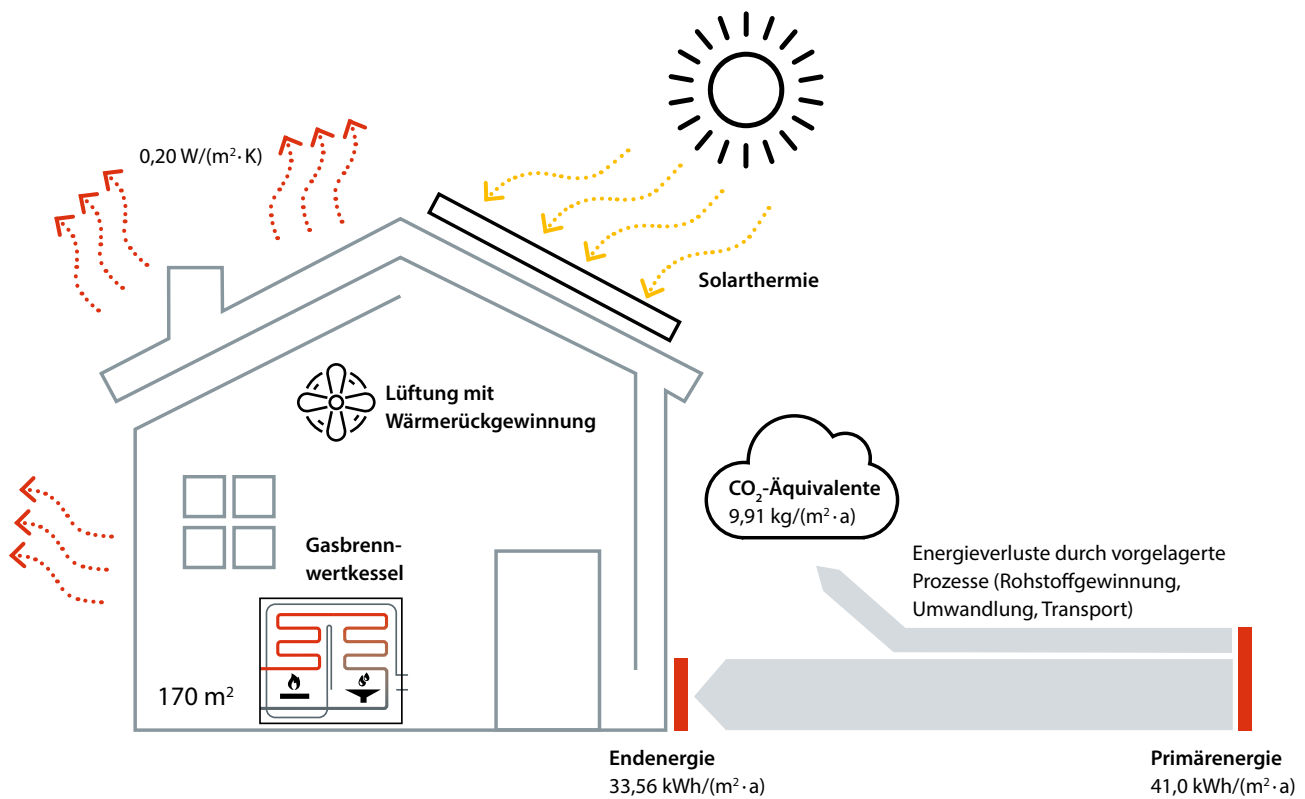 0,20 W/(m²·K)
Solarthermie
Lüftung mit
Wärmerückgewinnung
CO₂-Äquivalente
9,91 kg/(m²·a)
Gasbrenn-
wertkessel
Energieverluste durch vorgelagerte
Prozesse (Rohstoffgewinnung,
Umwandlung, Transport)
170 m²
Endenergie
33,56 kWh/(m²·a)
Primärenergie
41,0 kWh/(m²·a)